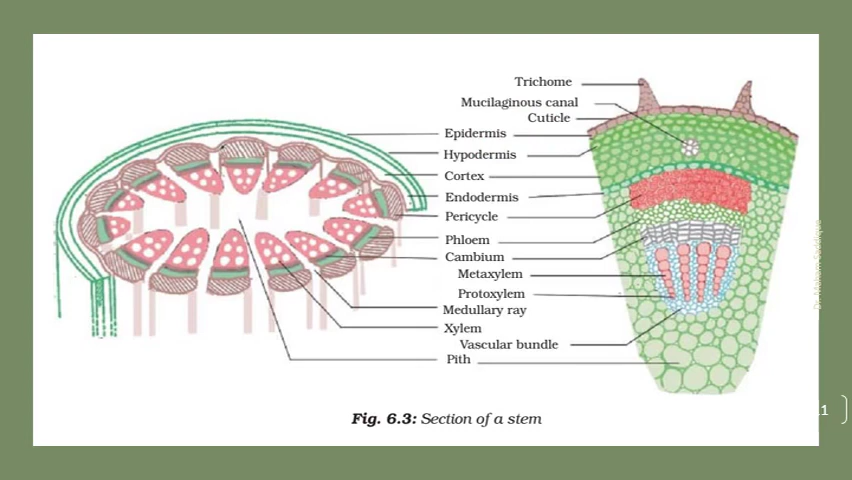 Trichome
Mucilaginous canal
Cuticle
Epidermis
Hypodermis
Cortex
Endodermis
Pericycle
Phloem
Cambium
Metaxylem
Protoxylem
Medullary ray
Xylem
Vascular bundle
Pith
Fig. 6.3: Section of a stem